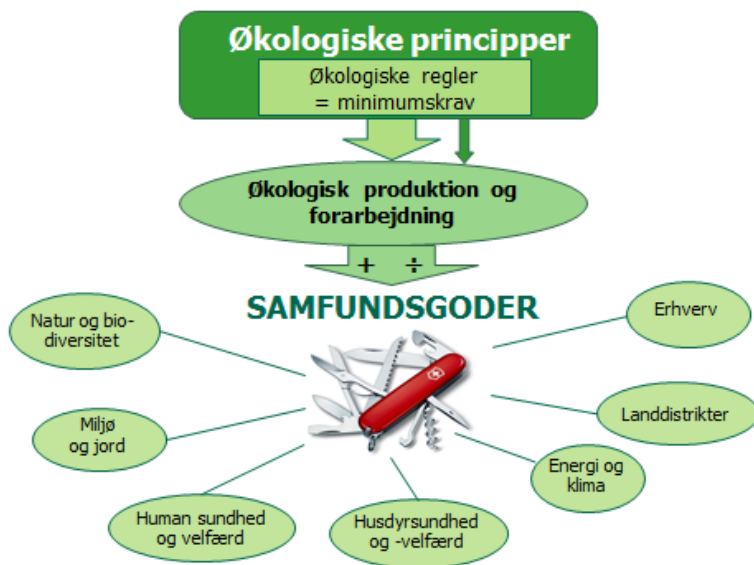 Økologiske principper
Økologiske regler
= minimumskrav
Økologisk produktion og
forarbejdning
+ ÷
SAMFUNDSGODER
Natur og bio-
diversitet
Erhverv
Miljø
og jord
Landdistrikter
Energi og
klima
Human sundhed
og velfærd
Husdyrsundhed
og -velfærd